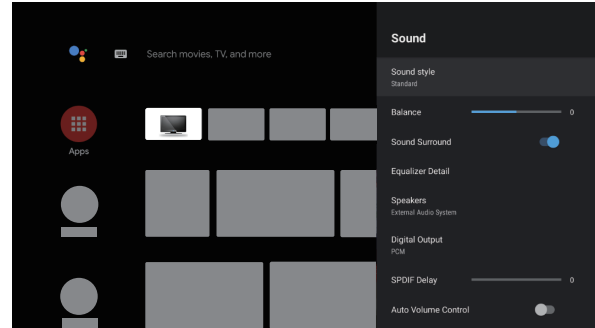 Search movies, TV, and more
Apps
Sound
Sound style
Standard
Balance 0
Sound Surround
Equalizer Detail
Speakers
External Audio System
Digital Output
PCM
SPDIF Delay 0
Auto Volume Control